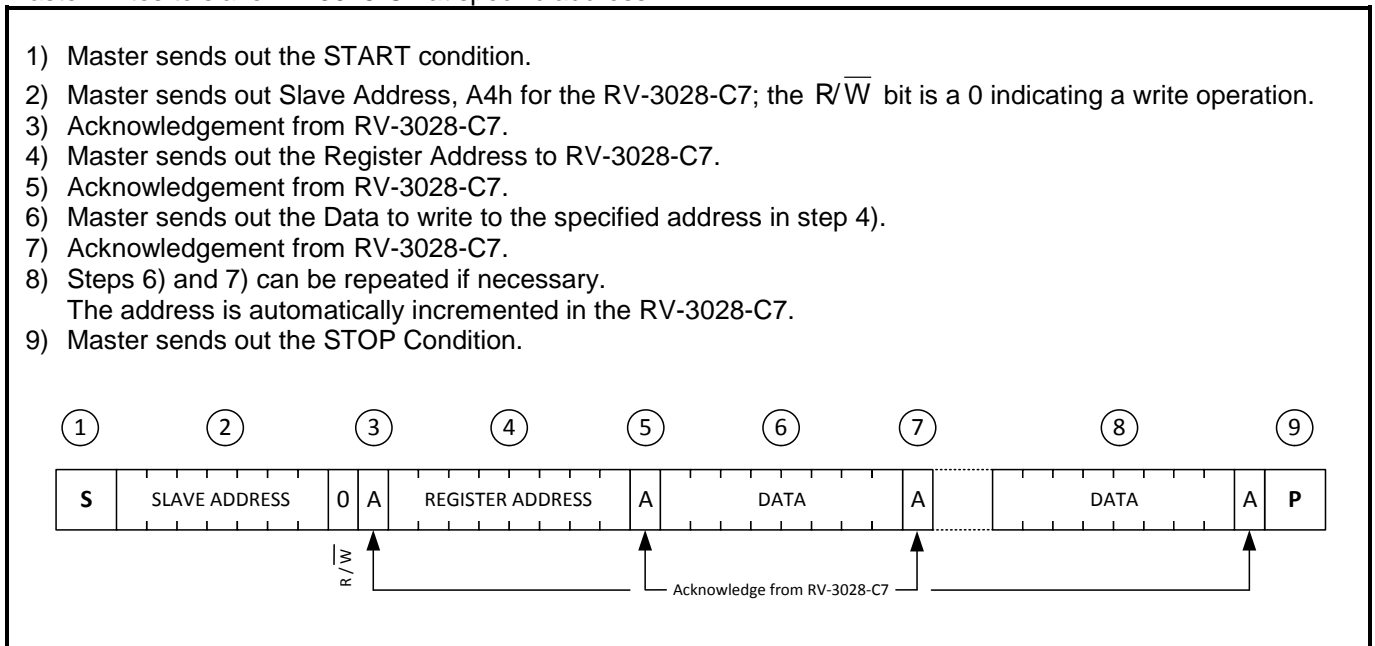 1) Master sends out the START condition.
2) Master sends out Slave Address, A4h for the RV-3028-C7; the R/W̅ bit is a 0 indicating a write operation.
3) Acknowledgement from RV-3028-C7.
4) Master sends out the Register Address to RV-3028-C7.
5) Acknowledgement from RV-3028-C7.
6) Master sends out the Data to write to the specified address in step 4).
7) Acknowledgement from RV-3028-C7.
8) Steps 6) and 7) can be repeated if necessary.
The address is automatically incremented in the RV-3028-C7.
9) Master sends out the STOP Condition.
1 2 3 4 5 6 7 8 9
S SLAVE ADDRESS 0 A REGISTER ADDRESS A DATA A DATA A P
R/W̅
Acknowledge from RV-3028-C7